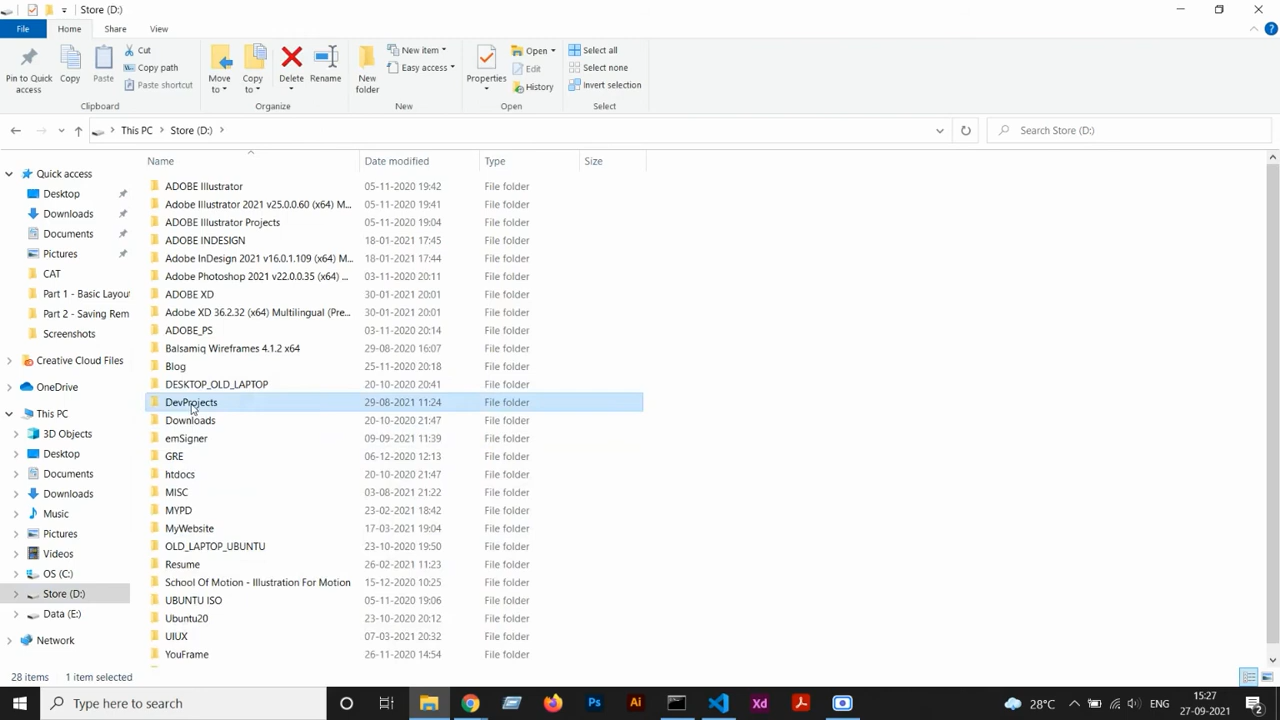 Store (D:)
File Home Share View
Pin to Quick access
Copy
Paste
Cut
Copy path
Paste shortcut
Clipboard
Move to
Copy to
Delete
Rename
Organize
New folder
New item
Easy access
New
Properties
Open
Edit
History
Open
Select all
Select none
Invert selection
Select
This PC > Store (D:) >
Search Store (D:)
Name Date modified Type Size
Quick access
Desktop
Downloads
Documents
Pictures
CAT
Part 1 - Basic Layou
Part 2 - Saving Rem
Screenshots
Creative Cloud Files
OneDrive
This PC
3D Objects
Desktop
Documents
Downloads
Music
Pictures
Videos
OS (C:)
Store (D:)
Data (E:)
Network
ADOBE Illustrator 05-11-2020 19:42 File folder
Adobe Illustrator 2021 v25.0.0.60 (x64) M... 05-11-2020 19:41 File folder
ADOBE Illustrator Projects 05-11-2020 19:04 File folder
ADOBE INDESIGN 18-01-2021 17:45 File folder
Adobe InDesign 2021 v16.0.1.109 (x64) M... 18-01-2021 17:44 File folder
Adobe Photoshop 2021 v22.0.0.35 (x64) ... 03-11-2020 20:11 File folder
ADOBE XD 30-01-2021 20:01 File folder
Adobe XD 36.2.32 (x64) Multilingual (Pre... 30-01-2021 20:01 File folder
ADOBE_PS 03-11-2020 20:14 File folder
Balsamiq Wireframes 4.1.2 x64 29-08-2020 16:07 File folder
Blog 25-11-2020 20:18 File folder
DESKTOP_OLD_LAPTOP 20-10-2020 20:41 File folder
DevProjects 29-08-2021 11:24 File folder
Downloads 20-10-2020 21:47 File folder
emSigner 09-09-2021 11:39 File folder
GRE 06-12-2020 12:13 File folder
htdocs 20-10-2020 21:47 File folder
MISC 03-08-2021 21:22 File folder
MYPD 23-02-2021 18:42 File folder
MyWebsite 17-03-2021 19:04 File folder
OLD_LAPTOP_UBUNTU 23-10-2020 19:50 File folder
Resume 26-02-2021 11:23 File folder
School Of Motion - Illustration For Motion 15-12-2020 10:25 File folder
UBUNTU ISO 05-11-2020 19:06 File folder
Ubuntu20 23-10-2020 20:12 File folder
UIUX 07-03-2021 20:32 File folder
YouFrame 26-11-2020 14:54 File folder
28 items 1 item selected
Type here to search
Ps
Ai
Xd
28°C
ENG
15:27
27-09-2021
2